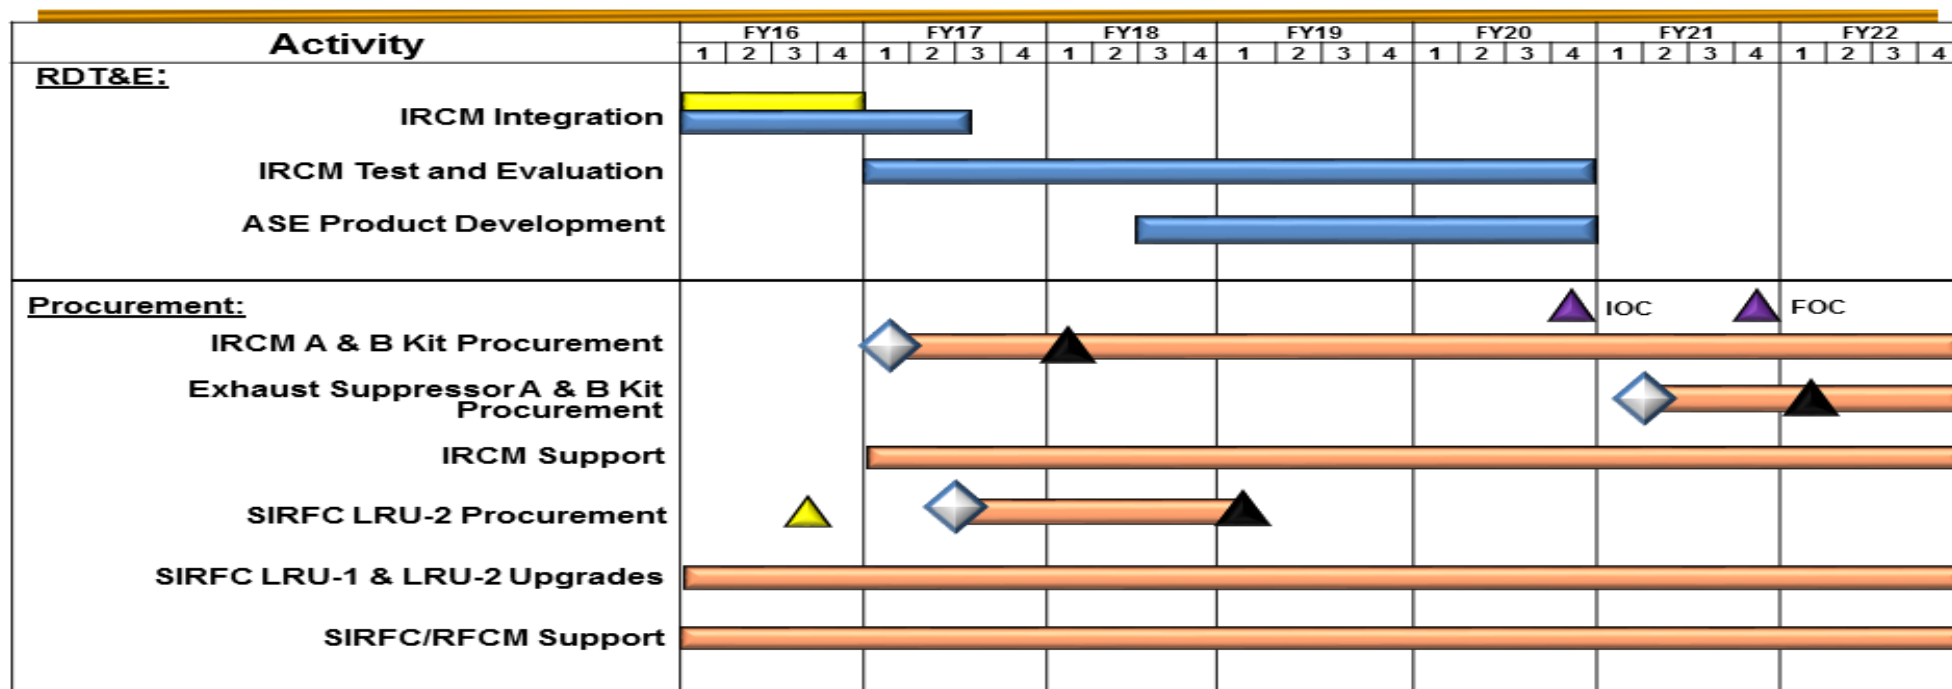 Activity
FY16 FY17 FY18 FY19 FY20 FY21 FY22
1 2 3 4 1 2 3 4 1 2 3 4 1 2 3 4 1 2 3 4 1 2 3 4 1 2 3 4
RDT&E:
IRCM Integration
IRCM Test and Evaluation
ASE Product Development
Procurement:
IOC FOC
IRCM A & B Kit Procurement
Exhaust Suppressor A & B Kit
Procurement
IRCM Support
SIRFC LRU-2 Procurement
SIRFC LRU-1 & LRU-2 Upgrades
SIRFC/RFCM Support